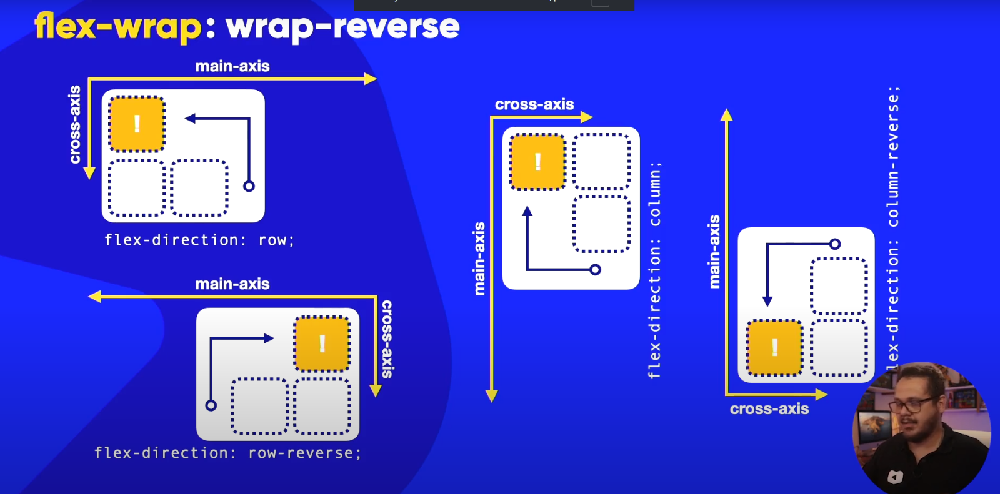 flex-wrap: wrap-reverse
main-axis
cross-axis
!
flex-direction: row;
main-axis
cross-axis
!
flex-direction: row-reverse;
cross-axis
main-axis
!
flex-direction: column;
main-axis
!
cross-axis
lex-direction: column-reverse;